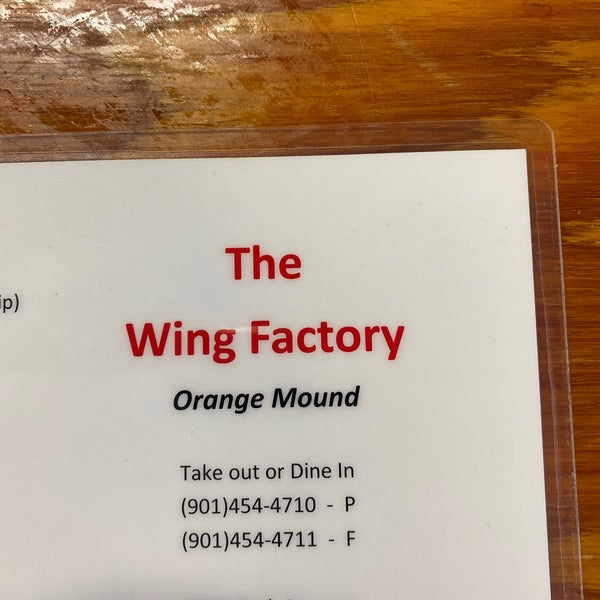 The
ip)
Wing Factory
Orange Mound
Take out or Dine In
(901)454-4710 - P
(901)454-4711 - F